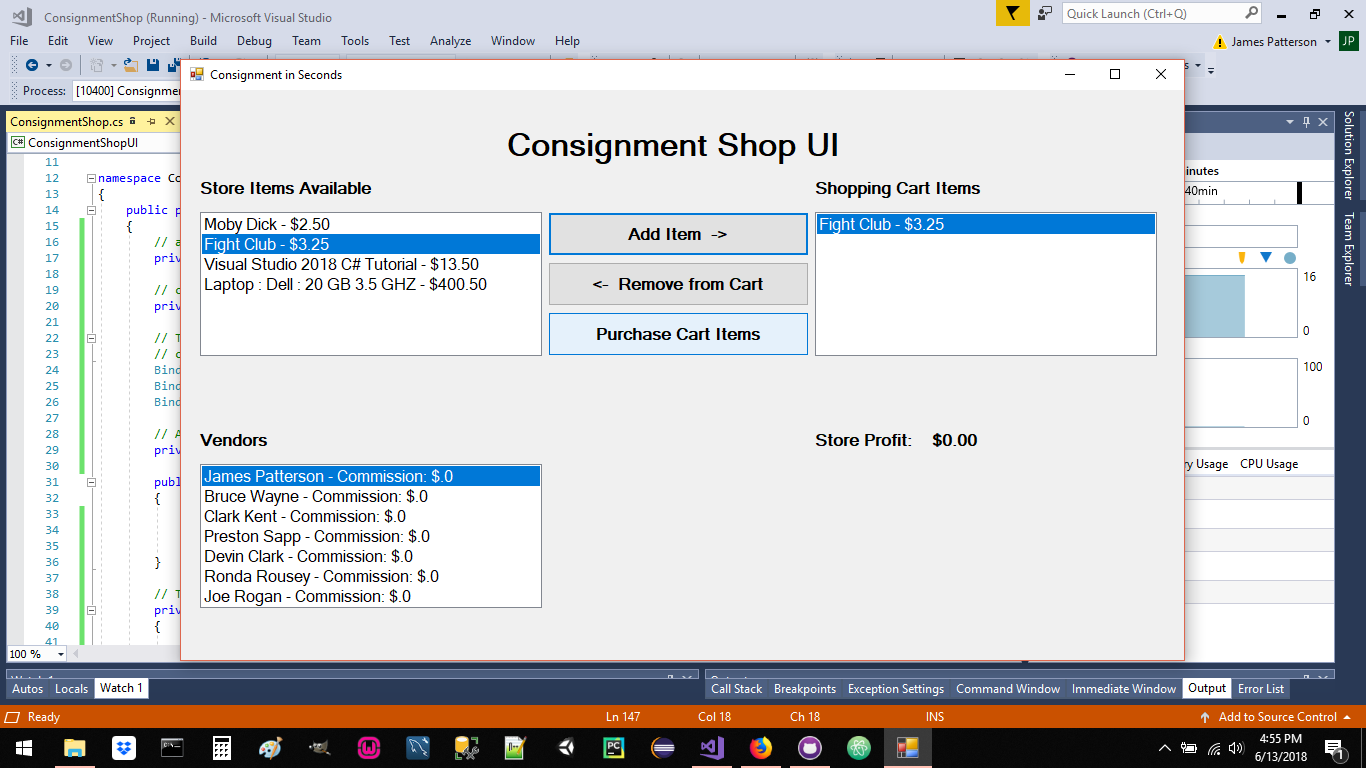 ConsignmentShop (Running) - Microsoft Visual Studio
Quick Launch (Ctrl+Q)
File Edit View Project Build Debug Team Tools Test Analyze Window Help
James Patterson JP
Process: [10400] Consignmen
Consignment in Seconds
ConsignmentShop.cs
C# ConsignmentShopUI
Consignment Shop UI
Store Items Available
Moby Dick - $2.50
Fight Club - $3.25
Visual Studio 2018 C# Tutorial - $13.50
Laptop : Dell : 20 GB 3.5 GHZ - $400.50
Add Item ->
<- Remove from Cart
Purchase Cart Items
Shopping Cart Items
Fight Club - $3.25
Vendors
James Patterson - Commission: $.0
Bruce Wayne - Commission: $.0
Clark Kent - Commission: $.0
Preston Sapp - Commission: $.0
Devin Clark - Commission: $.0
Ronda Rousey - Commission: $.0
Joe Rogan - Commission: $.0
Store Profit: $0.00
11
12 namespace Co
13 {
14 public p
15 {
16 // a
17 priv
18
19 // c
20 priv
21
22 // T
23 // c
24 Bind
25 Bind
26 Bind
27
28 // A
29 priv
30
31 publ
32 {
33
34
35
36 }
37
38 // T
39 priv
40 {
41
100 %
inutes
40min
16
0
100
0
ry Usage CPU Usage
Solution Explorer
Team Explorer
Autos Locals Watch 1
Call Stack Breakpoints Exception Settings Command Window Immediate Window Output Error List
Ready Ln 147 Col 18 Ch 18 INS Add to Source Control
PC
4:55 PM
6/13/2018
1